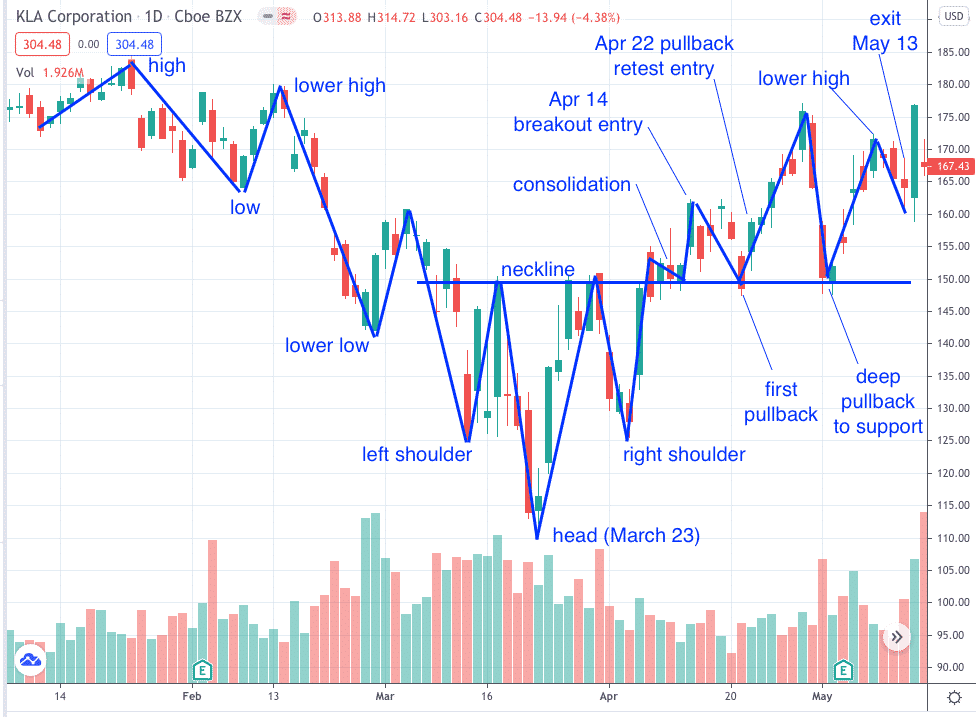 KLA Corporation · 1D · Cboe BZX O313.88 H314.72 L303.16 C304.48 −13.94 (−4.38%)
USD
304.48 0.00 304.48
Vol 1.926M
high
lower high
low
lower low
left shoulder
neckline
head (March 23)
right shoulder
consolidation
Apr 14
breakout entry
Apr 22 pullback
retest entry
lower high
exit
May 13
first
pullback
deep
pullback
to support
185.00
180.00
175.00
170.00
167.43
160.00
155.00
150.00
145.00
140.00
135.00
130.00
125.00
120.00
115.00
110.00
105.00
100.00
95.00
90.00
E
E
14 Feb 13 Mar 16 Apr 20 May